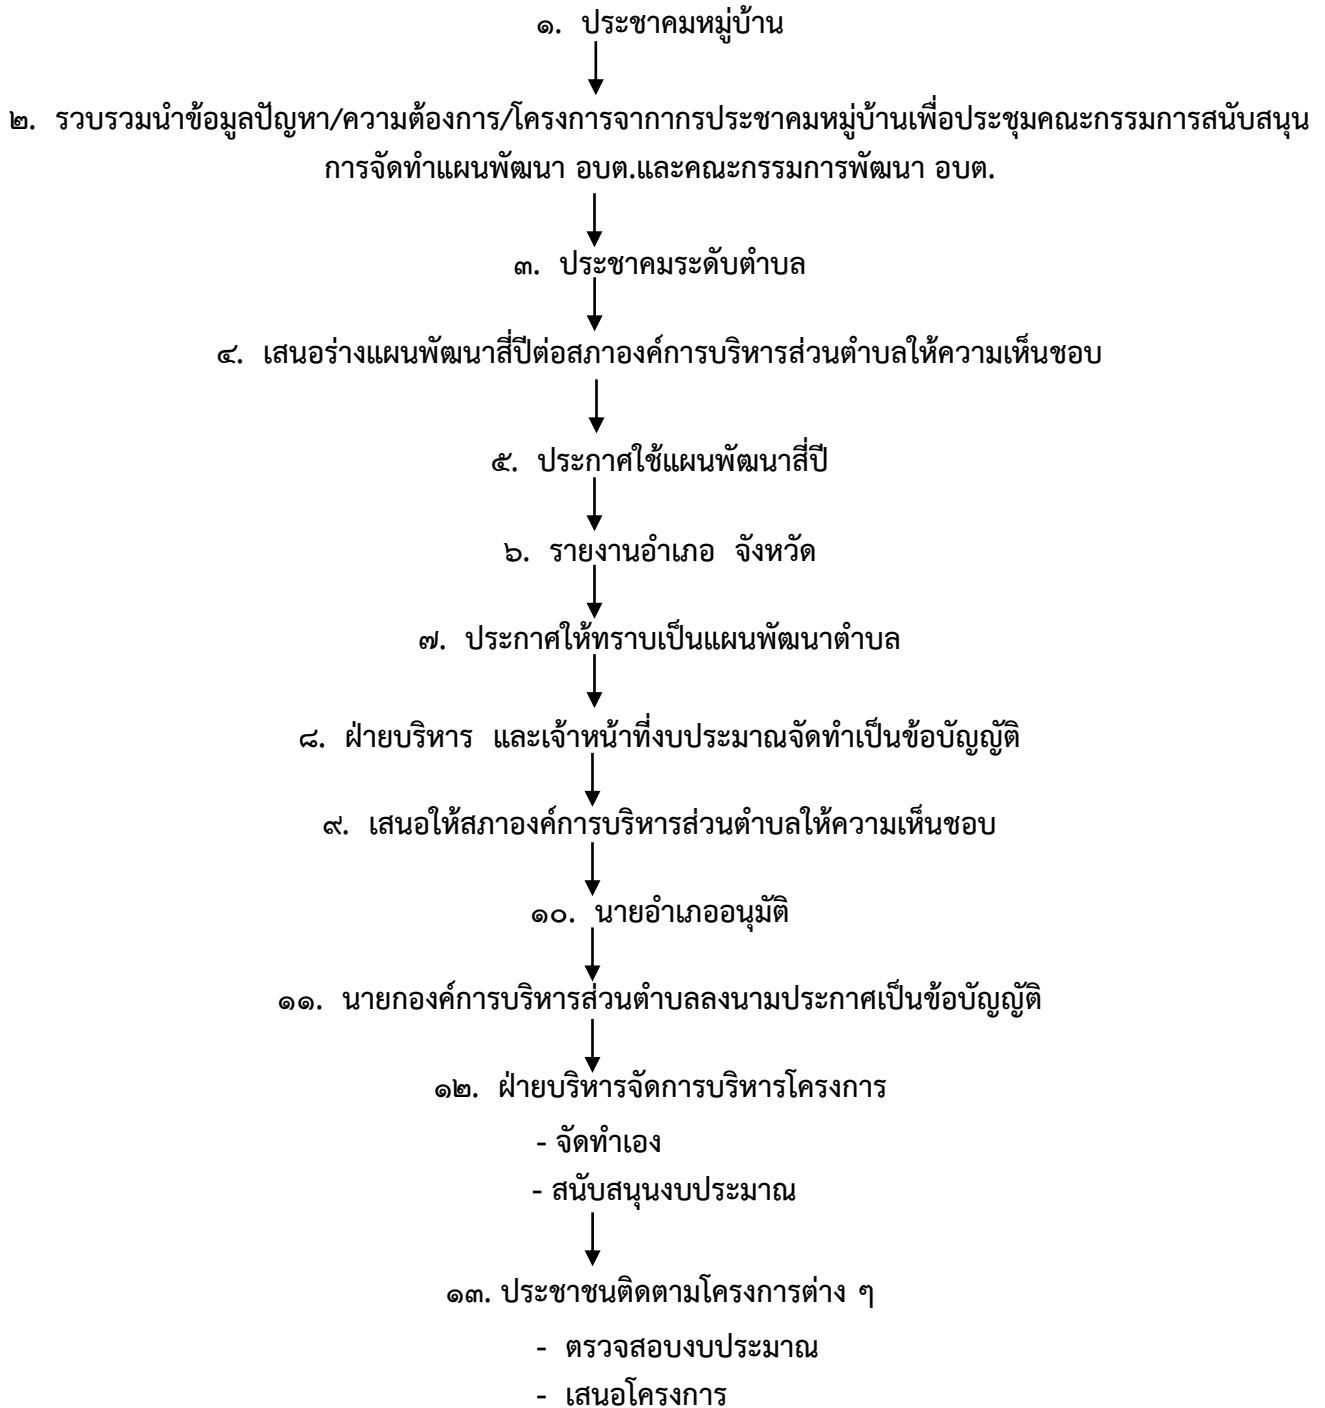 ๑. ประชาคมหมู่บ้าน
๒. รวบรวมนำข้อมูลปัญหา/ความต้องการ/โครงการจากากรประชาคมหมู่บ้านเพื่อประชุมคณะกรรมการสนับสนุน
การจัดทำแผนพัฒนา อบต.และคณะกรรมการพัฒนา อบต.
๓. ประชาคมระดับตำบล
๔. เสนอร่างแผนพัฒนาสี่ปีต่อสภาองค์การบริหารส่วนตำบลให้ความเห็นชอบ
๕. ประกาศใช้แผนพัฒนาสี่ปี
๖. รายงานอำเภอ จังหวัด
๗. ประกาศให้ทราบเป็นแผนพัฒนาตำบล
๘. ฝ่ายบริหาร และเจ้าหน้าที่งบประมาณจัดทำเป็นข้อบัญญัติ
๙. เสนอให้สภาองค์การบริหารส่วนตำบลให้ความเห็นชอบ
๑๐. นายอำเภออนุมัติ
๑๑. นายกองค์การบริหารส่วนตำบลลงนามประกาศเป็นข้อบัญญัติ
๑๒. ฝ่ายบริหารจัดการบริหารโครงการ
- จัดทำเอง
- สนับสนุนงบประมาณ
๑๓. ประชาชนติดตามโครงการต่าง ๆ
- ตรวจสอบงบประมาณ
- เสนอโครงการ